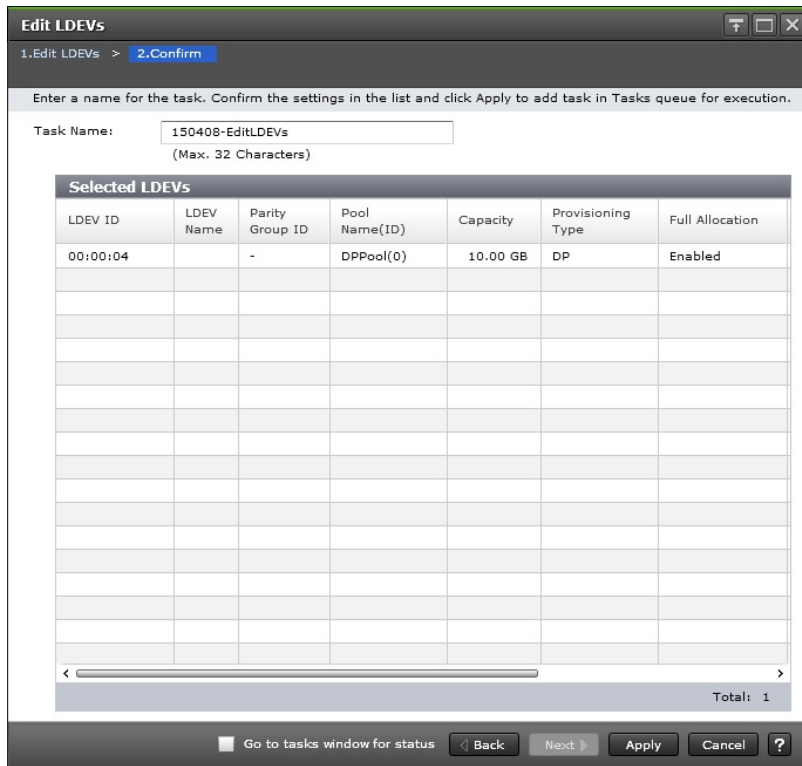 Edit LDEVs
1.Edit LDEVs > 2.Confirm
Enter a name for the task. Confirm the settings in the list and click Apply to add task in Tasks queue for execution.
Task Name: 150408-EditLDEVs
(Max. 32 Characters)
Selected LDEVs
LDEV ID LDEV Name Parity Group ID Pool Name(ID) Capacity Provisioning Type Full Allocation
00:00:04 - DPPool(0) 10.00 GB DP Enabled
Total: 1
Go to tasks window for status Back Next Apply Cancel ?